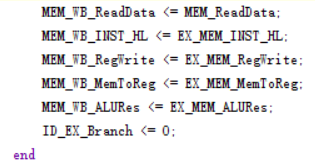 MEM_WB_ReadData <= MEM_ReadData;
MEM_WB_INST_HL <= EX_MEM_INST_HL;
MEM_WB_RegWrite <= EX_MEM_RegWrite;
MEM_WB_MemToReg <= EX_MEM_MemToReg;
MEM_WB_ALURes <= EX_MEM_ALURes;
ID_EX_Branch <= 0;
end